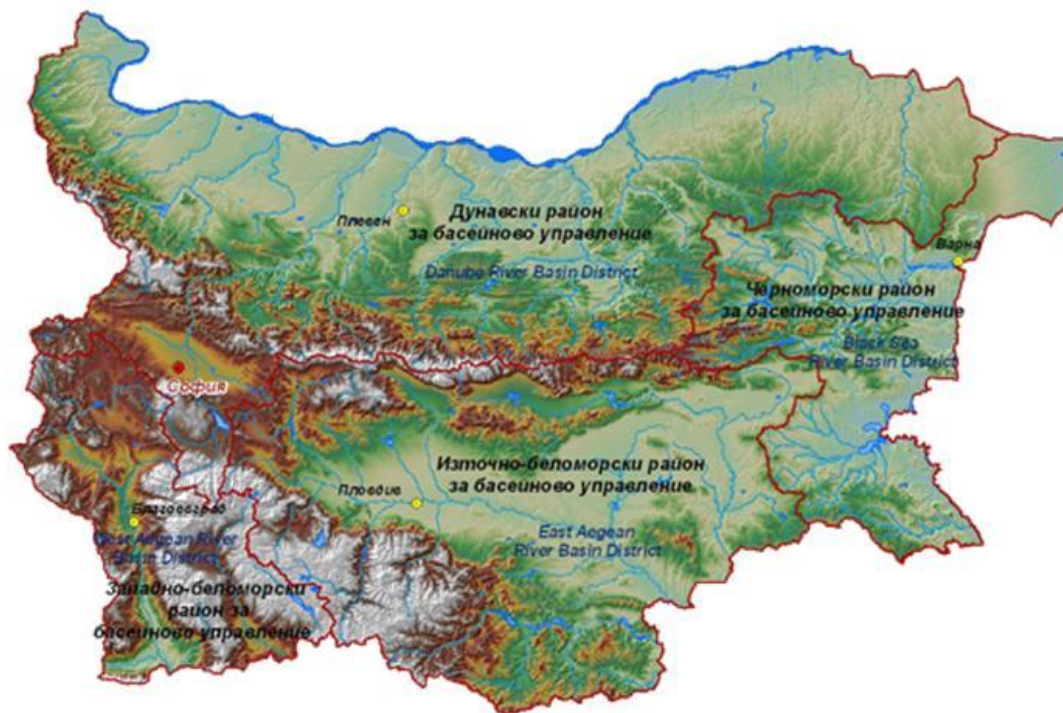 Плевен
Дунавски район
за басейново управление
Danube River Basin District
Варна
Черноморски район
за басейново управление
Black Sea
River Basin District
София
Източно-беломорски район
за басейново управление
Пловдив
East Aegean
River Basin District
Благоевград
West Aegean River
Basin District
Западно-беломорски
район за
басейново управление